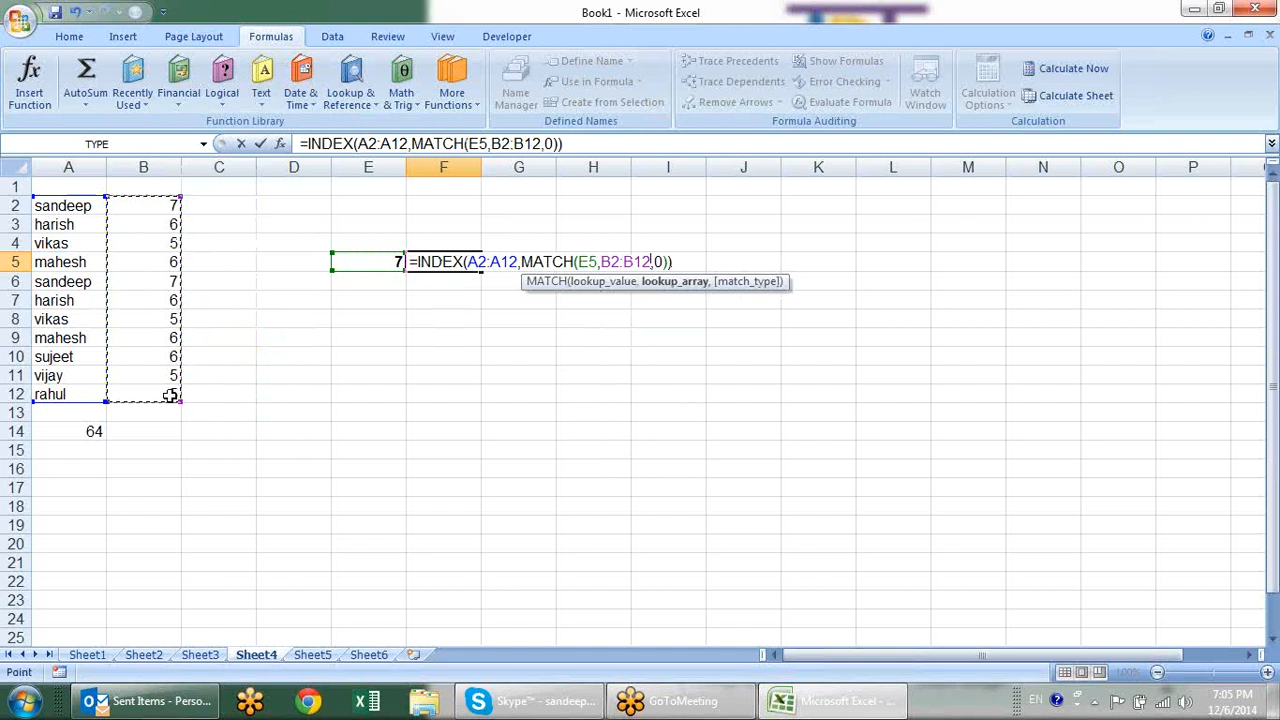 Book1 - Microsoft Excel
Home Insert Page Layout Formulas Data Review View Developer
Insert Function
AutoSum
Recently Used
Financial
Logical
Text
Date & Time
Lookup & Reference
Math & Trig
More Functions
Function Library
Name Manager
Define Name
Use in Formula
Create from Selection
Defined Names
Trace Precedents
Trace Dependents
Remove Arrows
Show Formulas
Error Checking
Evaluate Formula
Formula Auditing
Watch Window
Calculation Options
Calculate Now
Calculate Sheet
Calculation
TYPE fx =INDEX(A2:A12,MATCH(E5,B2:B12,0))
A B C D E F G H I J K L M N O P
1
2 sandeep 7
3 harish 6
4 vikas 5
5 mahesh 6 7 =INDEX(A2:A12,MATCH(E5,B2:B12,0))
MATCH(lookup_value, lookup_array, [match_type])
6 sandeep 7
7 harish 6
8 vikas 5
9 mahesh 6
10 sujeet 6
11 vijay 5
12 rahul
13
14 64
15
16
17
18
19
20
21
22
23
24
25
Sheet1 Sheet2 Sheet3 Sheet4 Sheet5 Sheet6
Point 100%
Sent Items - Perso...
Skype™ - sandeep...
GoToMeeting
Microsoft Excel - ...
EN
7:05 PM
12/6/2014